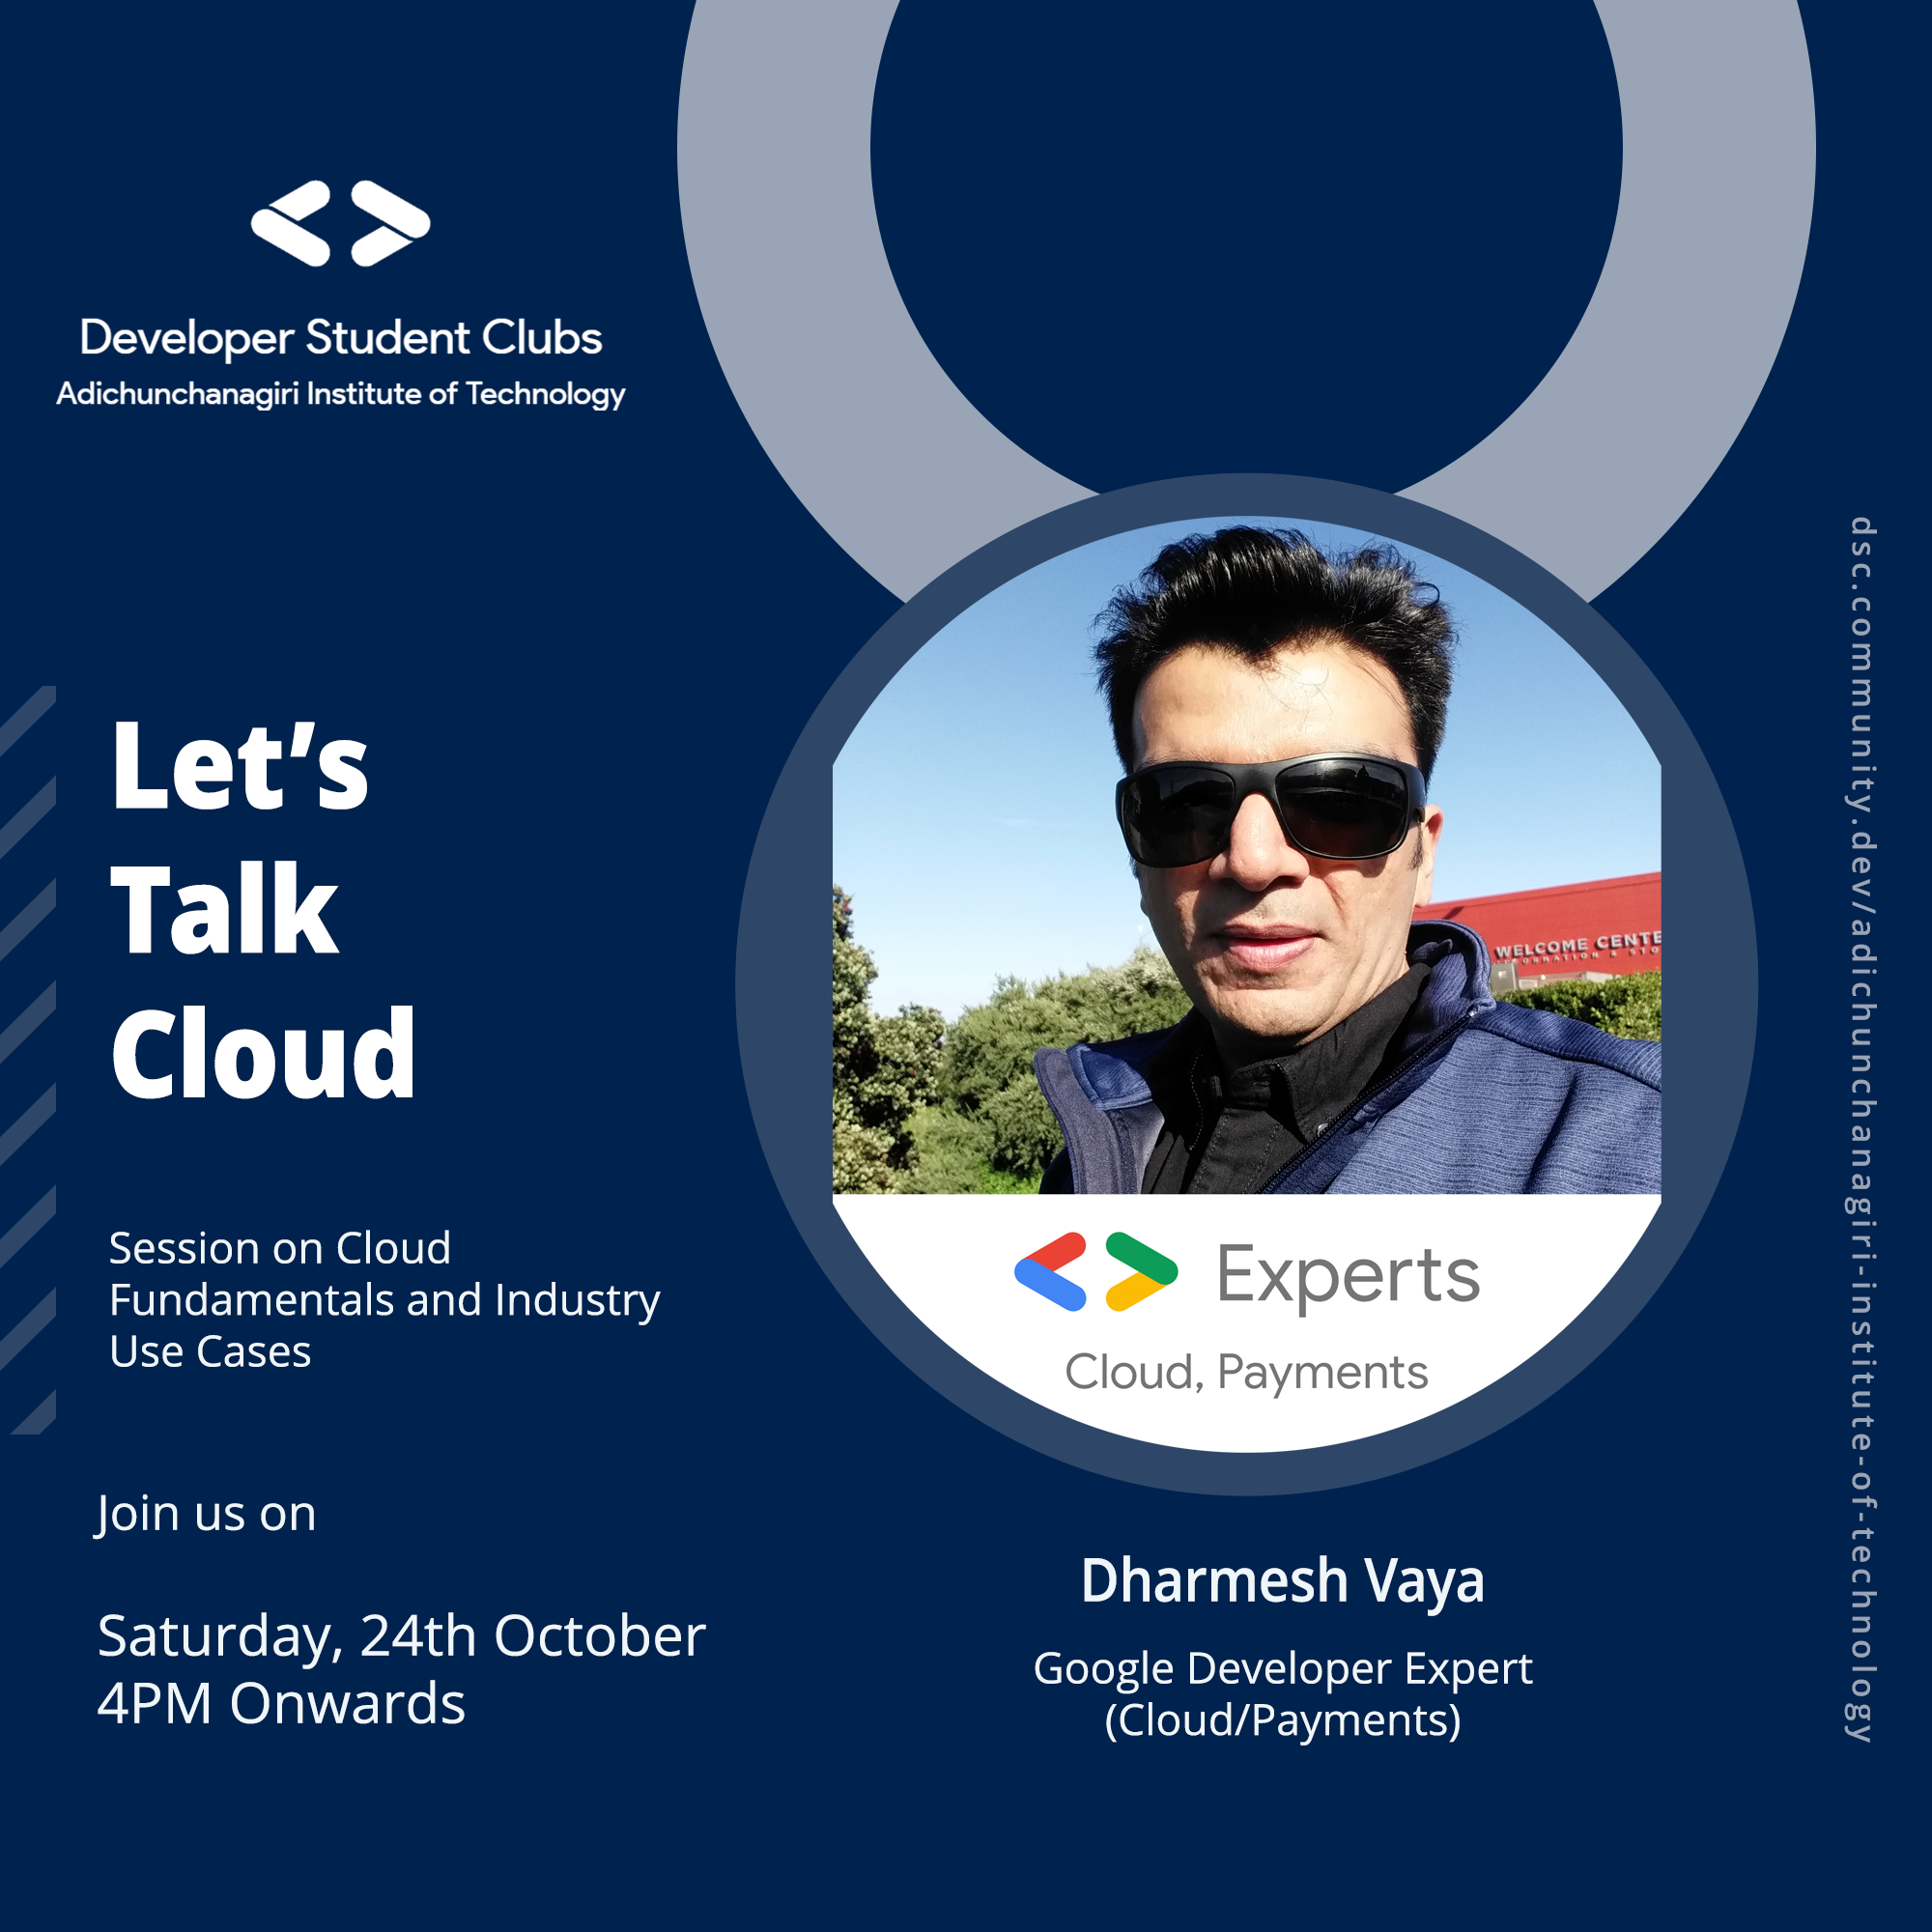 Developer Student Clubs
Adichunchanagiri Institute of Technology
Let’s
Talk
Cloud
Session on Cloud
Fundamentals and Industry
Use Cases
Join us on
Saturday, 24th October
4PM Onwards
WELCOME CENTE
Experts
Cloud, Payments
Dharmesh Vaya
Google Developer Expert
(Cloud/Payments)
dsc.community.dev/adichunchanagiri-institute-of-technology